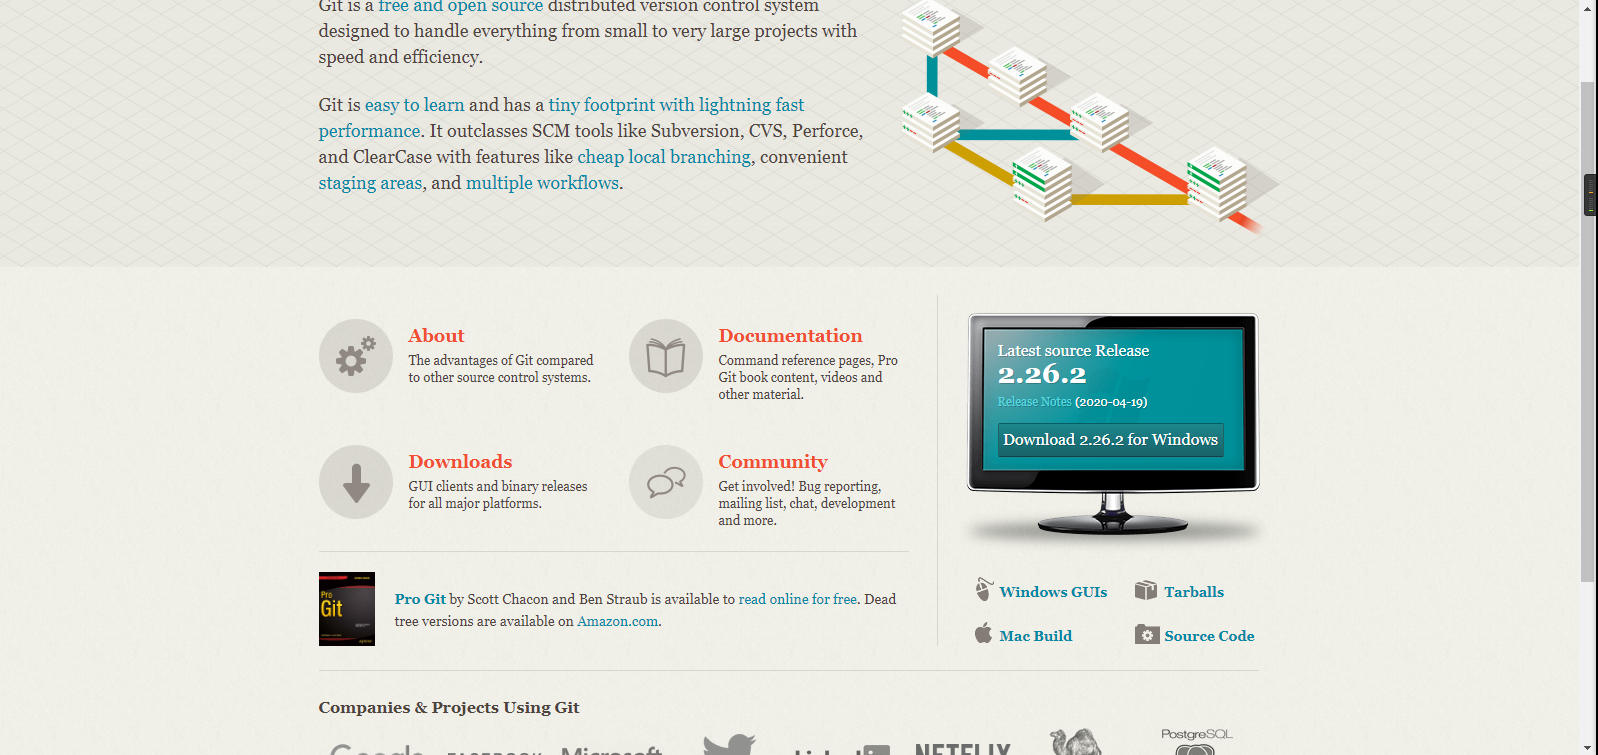 Git is a free and open source distributed version control system
designed to handle everything from small to very large projects with
speed and efficiency.
Git is easy to learn and has a tiny footprint with lightning fast
performance. It outclasses SCM tools like Subversion, CVS, Perforce,
and ClearCase with features like cheap local branching, convenient
staging areas, and multiple workflows.
About
The advantages of Git compared
to other source control systems.
Documentation
Command reference pages, Pro
Git book content, videos and
other material.
Downloads
GUI clients and binary releases
for all major platforms.
Community
Get involved! Bug reporting,
mailing list, chat, development
and more.
Pro
Git
Pro Git by Scott Chacon and Ben Straub is available to read online for free. Dead
tree versions are available on Amazon.com.
Latest source Release
2.26.2
Release Notes (2020-04-19)
Download 2.26.2 for Windows
Windows GUIs
Tarballs
Mac Build
Source Code
Companies & Projects Using Git
Google
FACEBOOK
Microsoft
Linked
NETFLIX
PostgreSQL